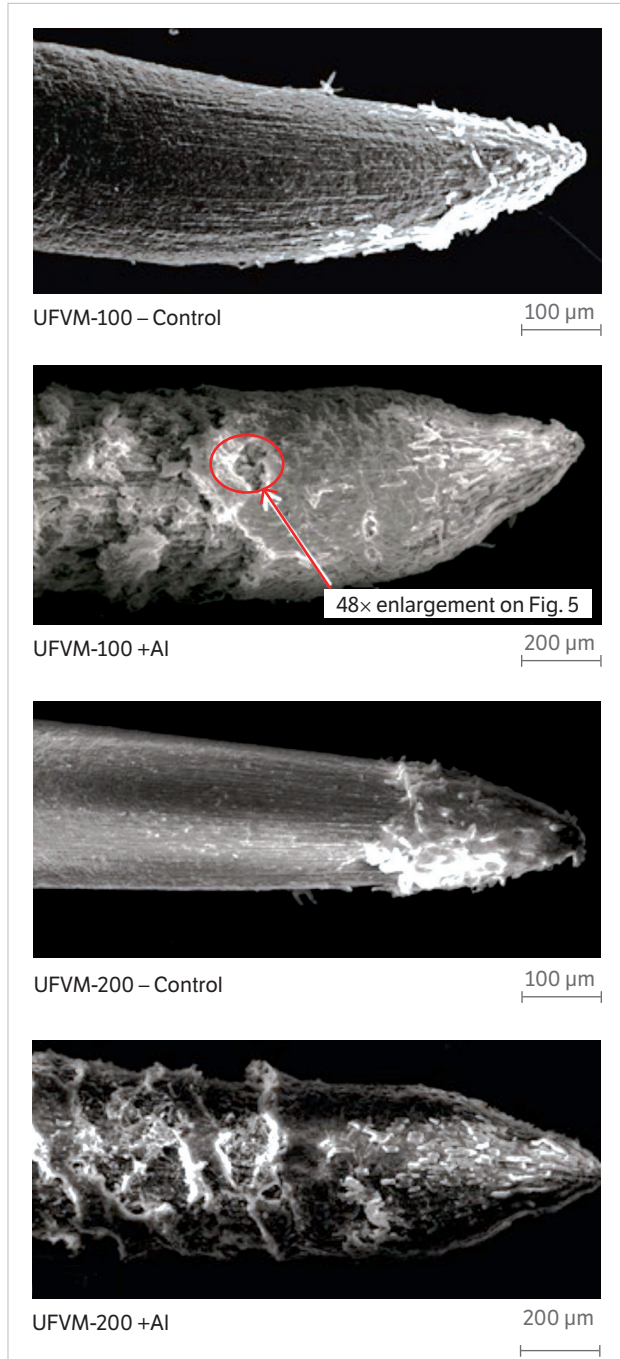 UFVM-100 – Control
100 µm
48× enlargement on Fig. 5
UFVM-100 +Al
200 µm
UFVM-200 – Control
100 µm
UFVM-200 +Al
200 µm